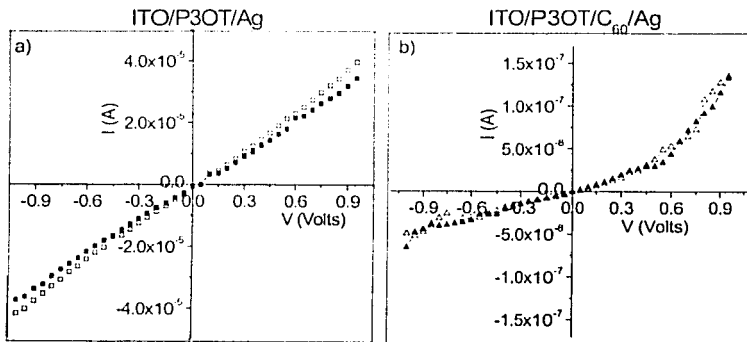 ITO/P3OT/Ag
a)
I (A)
4.0x10⁻⁵
2.0x10⁻⁵
0.0
-0.9 -0.6 -0.3 0.0 0.3 0.6 0.9
V (Volts)
-2.0x10⁻⁵
-4.0x10⁻⁵
ITO/P3OT/C₆₀/Ag
b)
I (A)
1.5x10⁻⁷
1.0x10⁻⁷
5.0x10⁻⁸
0.0
-0.9 -0.6 -0.3 0.0 0.3 0.6 0.9
V (Volts)
-5.0x10⁻⁸
-1.0x10⁻⁷
-1.5x10⁻⁷